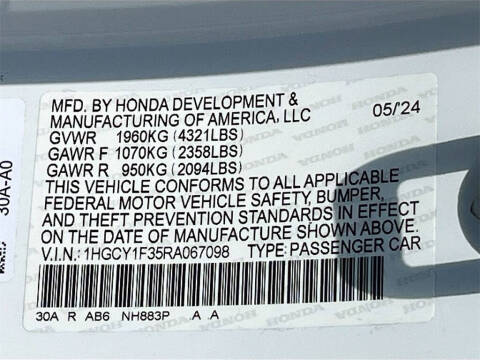 MFD. BY HONDA DEVELOPMENT &
MANUFACTURING OF AMERICA, LLC 05/24
GVWR 1960KG (4321LBS)
GAWR F 1070KG (2358LBS)
GAWR R 950KG (2094LBS)
THIS VEHICLE CONFORMS TO ALL APPLICABLE
FEDERAL MOTOR VEHICLE SAFETY, BUMPER,
AND THEFT PREVENTION STANDARDS IN EFFECT
ON THE DATE OF MANUFACTURE SHOWN ABOVE.
V.I.N.: 1HGCY1F35RA067098 TYPE: PASSENGER CAR
30A R AB6 NH883P .A .A
30A-A0